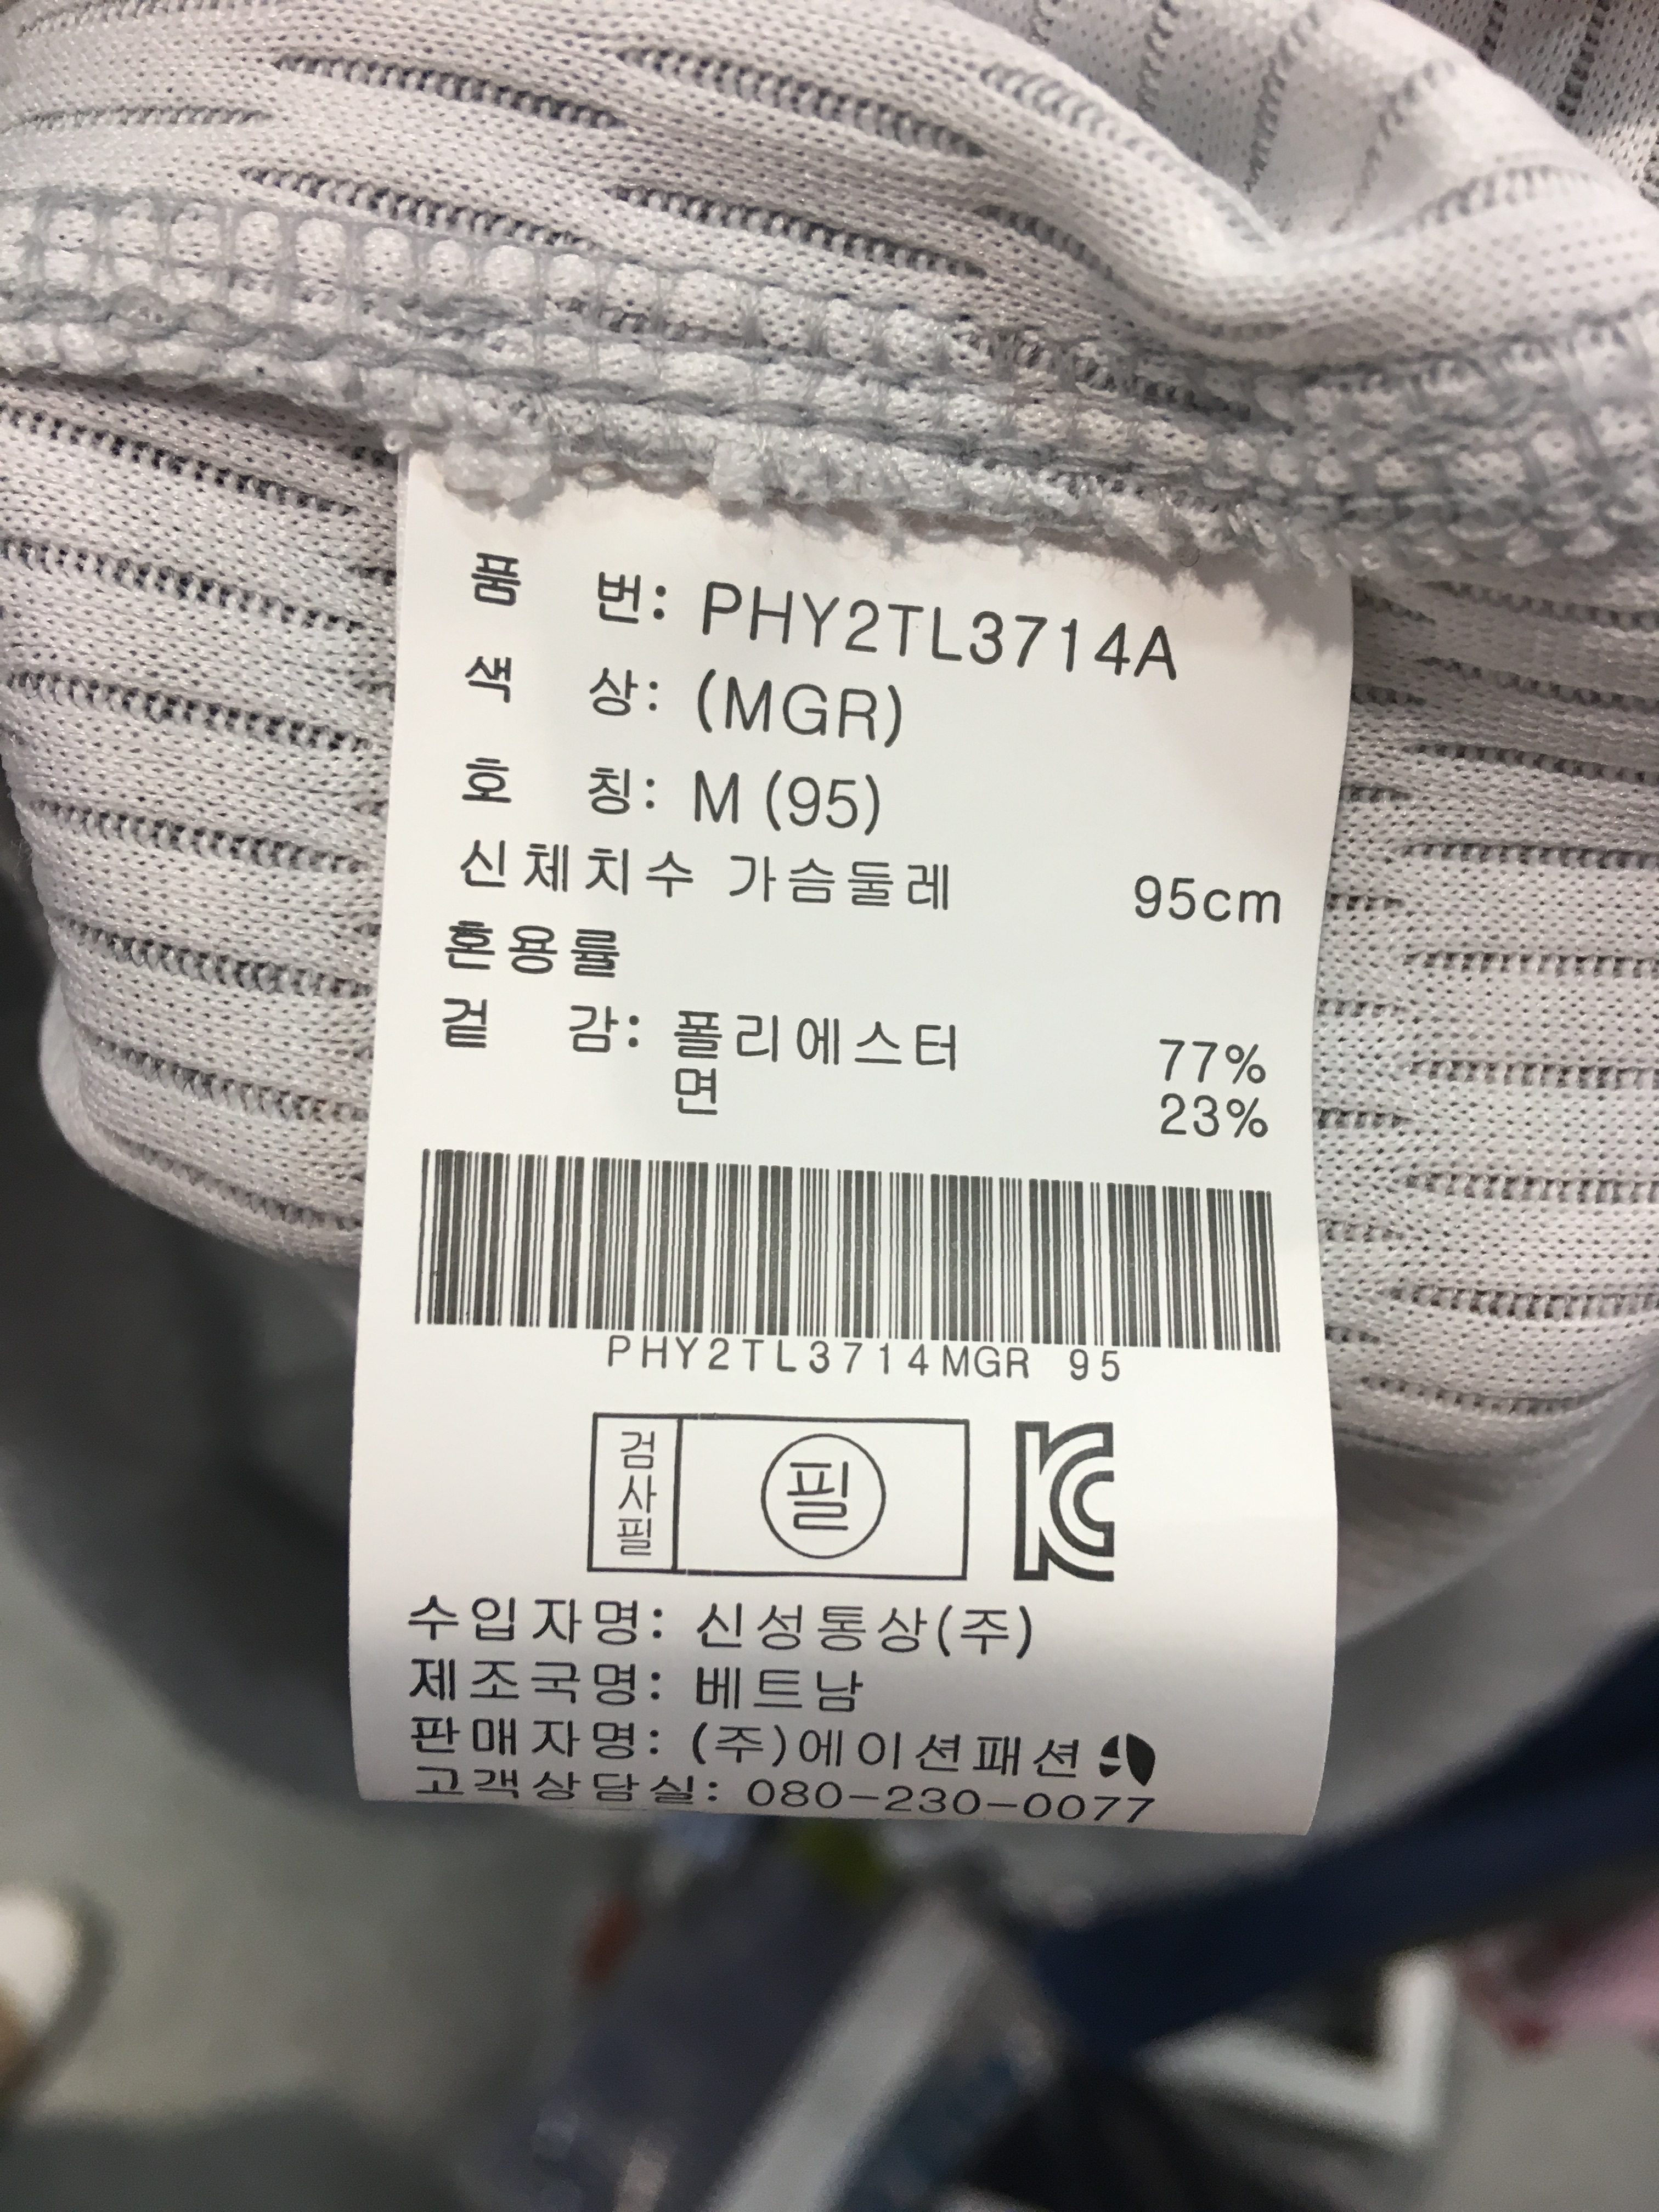 품 번: PHY2TL3714A
색 상: (MGR)
호 칭: M (95)
신체치수 가슴둘레 95cm
혼용률
겉 감: 폴리에스터 77%
면 23%
PHY2TL3714MGR 95
검사필 필 KC
수입자명: 신성통상(주)
제조국명: 베트남
판매자명: (주)에이션패션
고객상담실: 080-230-0077